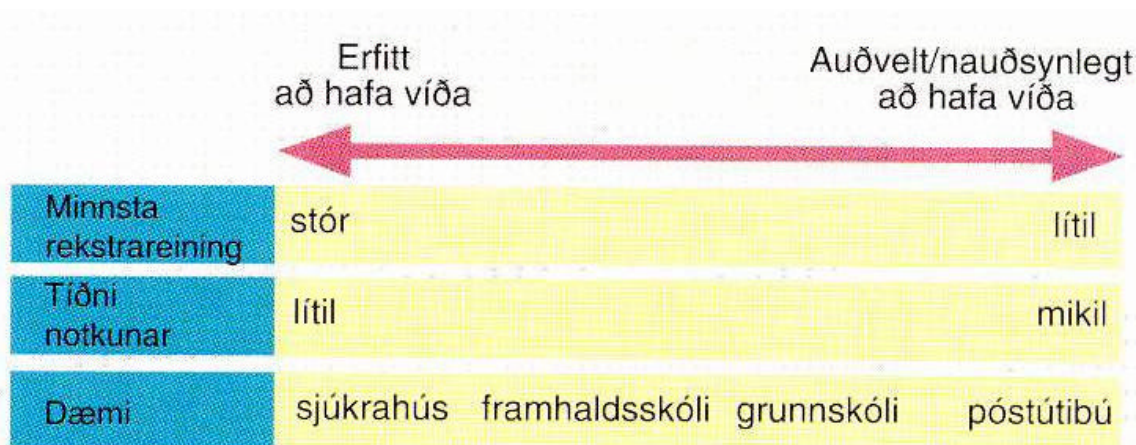 Erfitt
að hafa víða
Auðvelt/nauðsynlegt
að hafa víða
Minnsta
rekstrareining
stór
lítil
Tíðni
notkunar
lítil
mikil
Dæmi
sjúkrahús framhaldsskóli grunnskóli póstútibú